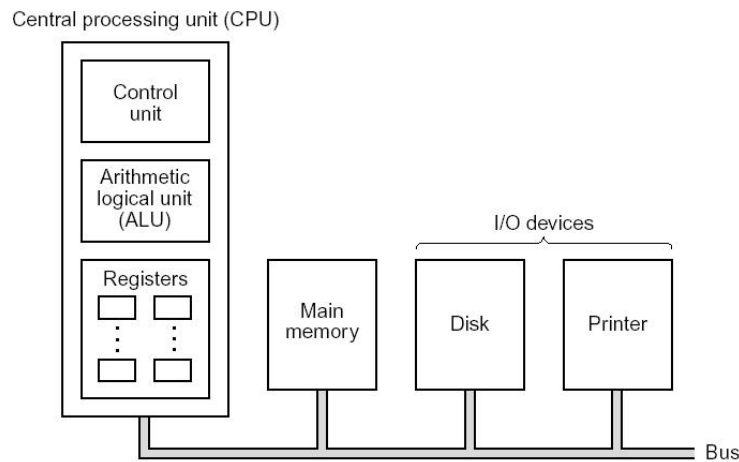 Central processing unit (CPU)
Control
unit
Arithmetic
logical unit
(ALU)
Registers
Main
memory
I/O devices
Disk
Printer
Bus